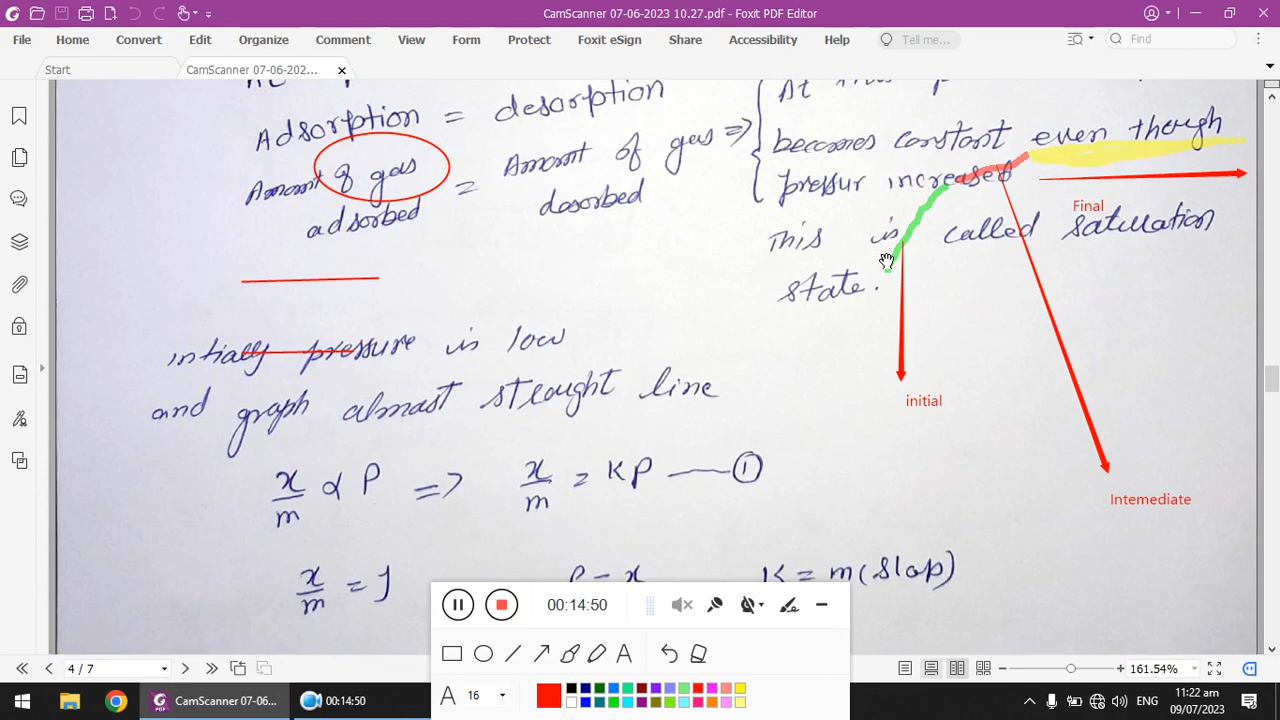 CamScanner 07-06-2023 10.27.pdf - Foxit PDF Editor
File Home Convert Edit Organize Comment View Form Protect Foxit eSign Share Accessibility Help Tell me... Find
Start CamScanner 07-06-202...
Adsorption = desorption
Amount of gas adsorbed = Amount of gas desorbed
becomes constant even though
pressur increased
This is called saturation
state.
Final
intially pressure is low
and graph almast straught line
initial
x/m α P => x/m = KP — ①
Intemediate
x/m = y
K = m (Slop)
00:14:50
A 16
4 / 7
161.54%
CamScanner 07-06...
00:14:50
ENG
11:22 am
09/07/2023